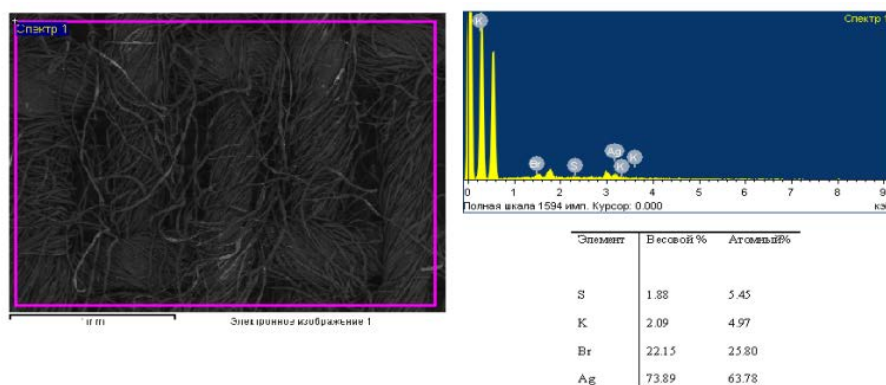 Спектр 1
Электронное изображение 1
Спектр 1
K
Br
S
Ag
K
K
0 1 2 3 4 5 6 7 8 9
Полная шкала 1594 имп. Курсор: 0.000
кэ
Элемент Весовой % Атомный%
S 1.88 5.45
K 2.09 4.97
Br 22.15 25.80
Ag 73.89 63.78